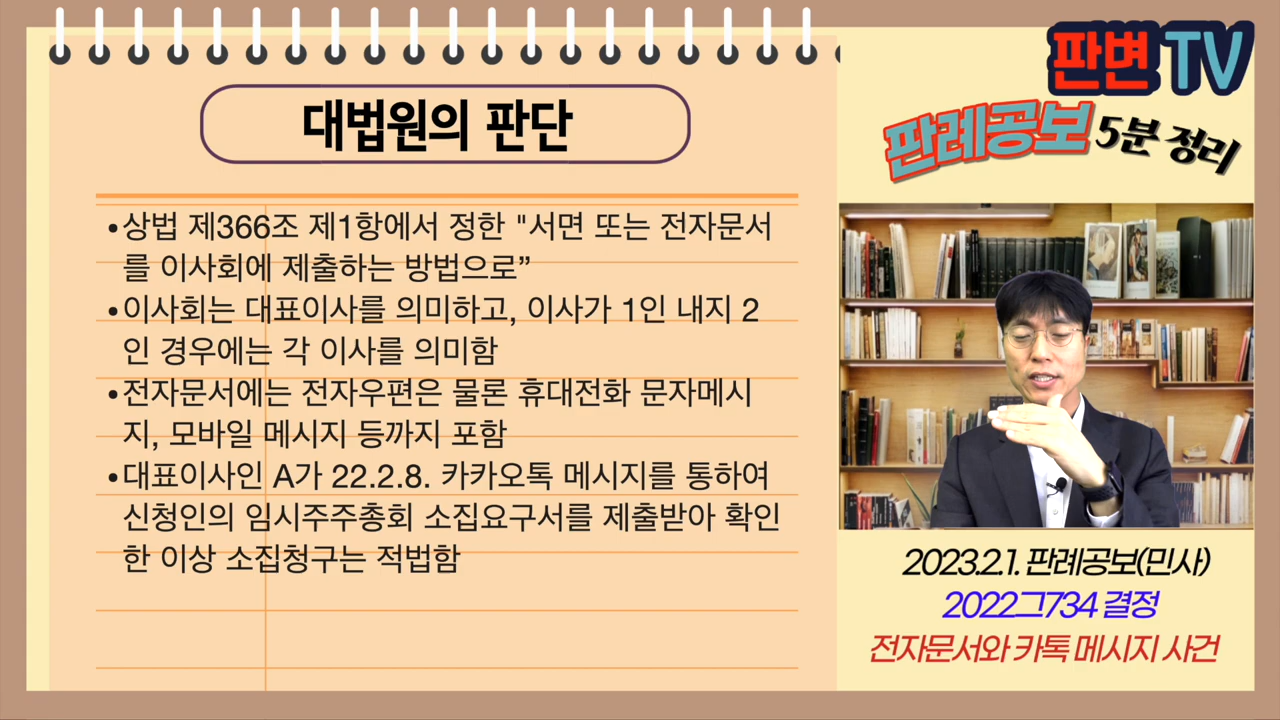 대법원의 판단
•상법 제366조 제1항에서 정한 "서면 또는 전자문서
를 이사회에 제출하는 방법으로”
•이사회는 대표이사를 의미하고, 이사가 1인 내지 2
인 경우에는 각 이사를 의미함
•전자문서에는 전자우편은 물론 휴대전화 문자메시
지, 모바일 메시지 등까지 포함
•대표이사인 A가 22.2.8. 카카오톡 메시지를 통하여
신청인의 임시주주총회 소집요구서를 제출받아 확인
한 이상 소집청구는 적법함
판변 TV
판례공보 5분 정리
2023.2.1. 판례공보(민사)
2022그734 결정
전자문서와 카톡 메시지 사건